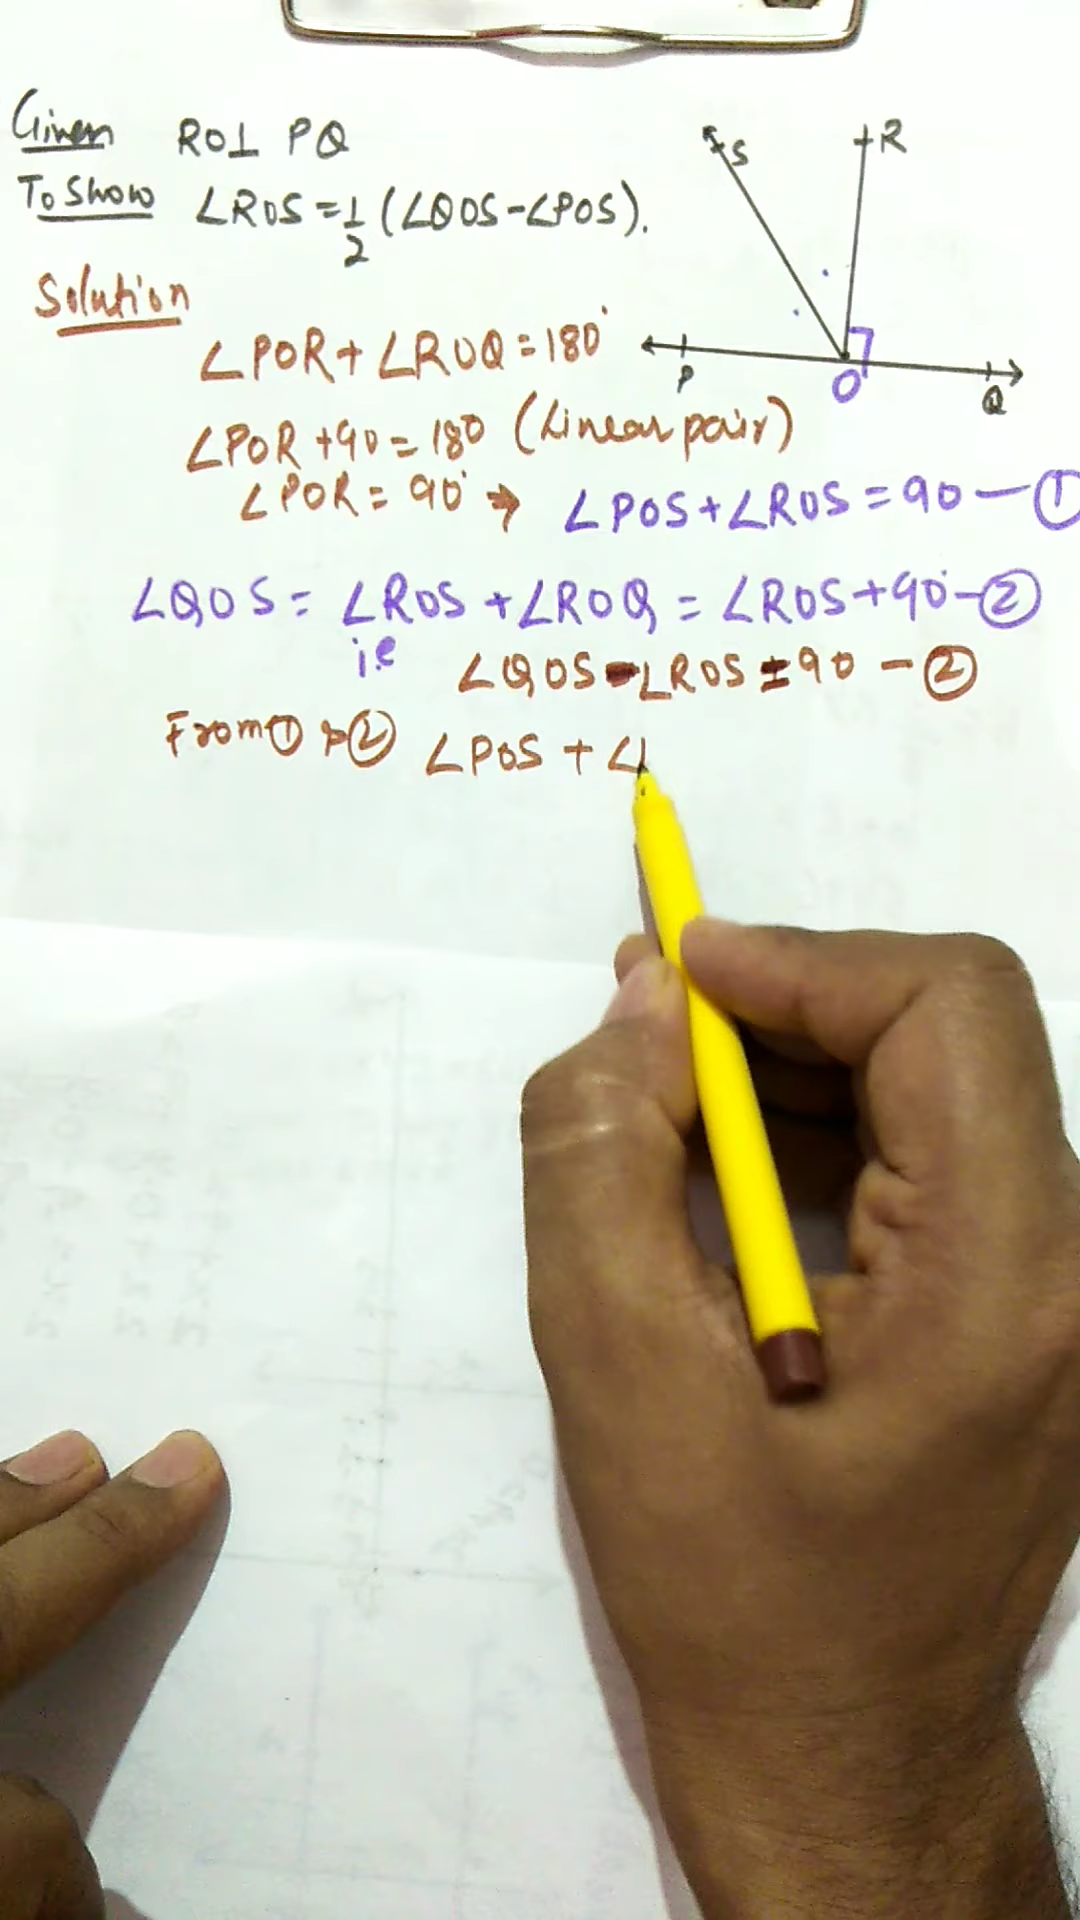 Given RO⊥ PQ
To Show ∠ROS = 1/2 (∠QOS - ∠POS).
Solution
∠POR + ∠ROQ = 180°
∠POR + 90 = 180 (Linear pair)
∠POR = 90° → ∠POS + ∠ROS = 90 — ①
∠QOS = ∠ROS + ∠ROQ = ∠ROS + 90° - ②
i.e ∠QOS - ∠ROS = 90 - ②
From ① & ② ∠POS + ∠
S
R
P
O
Q